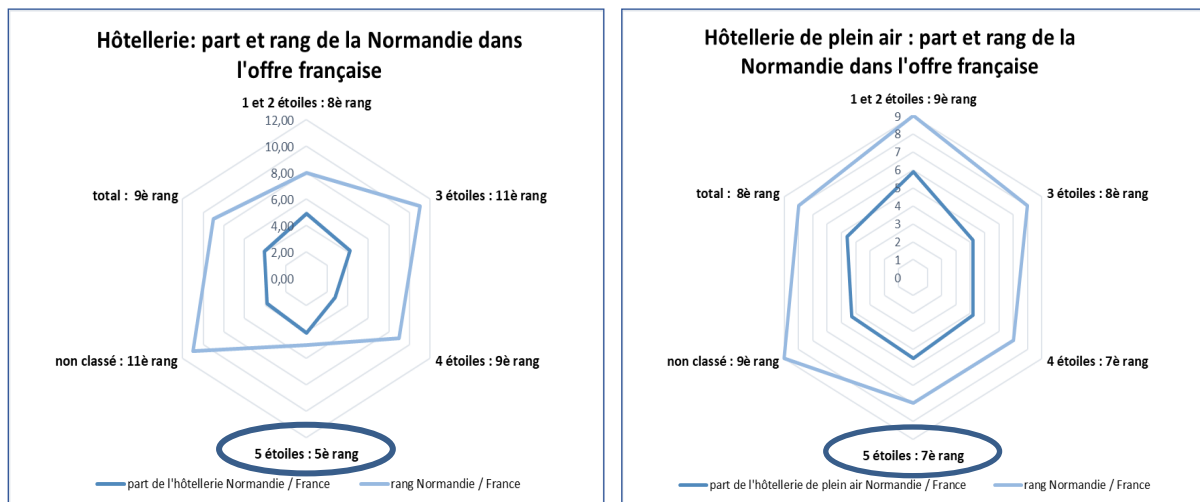 Hôtellerie: part et rang de la Normandie dans
l'offre française
1 et 2 étoiles : 8è rang
12,00
10,00
8,00
6,00
4,00
2,00
0,00
total : 9è rang
3 étoiles : 11è rang
non classé : 11è rang
4 étoiles : 9è rang
5 étoiles : 5è rang
part de l'hôtellerie Normandie / France
rang Normandie / France
Hôtellerie de plein air : part et rang de la
Normandie dans l'offre française
1 et 2 étoiles : 9è rang
9
8
7
6
5
4
3
2
1
0
total : 8è rang
3 étoiles : 8è rang
non classé : 9è rang
4 étoiles : 7è rang
5 étoiles : 7è rang
part de l'hôtellerie de plein air Normandie / France
rang Normandie / France